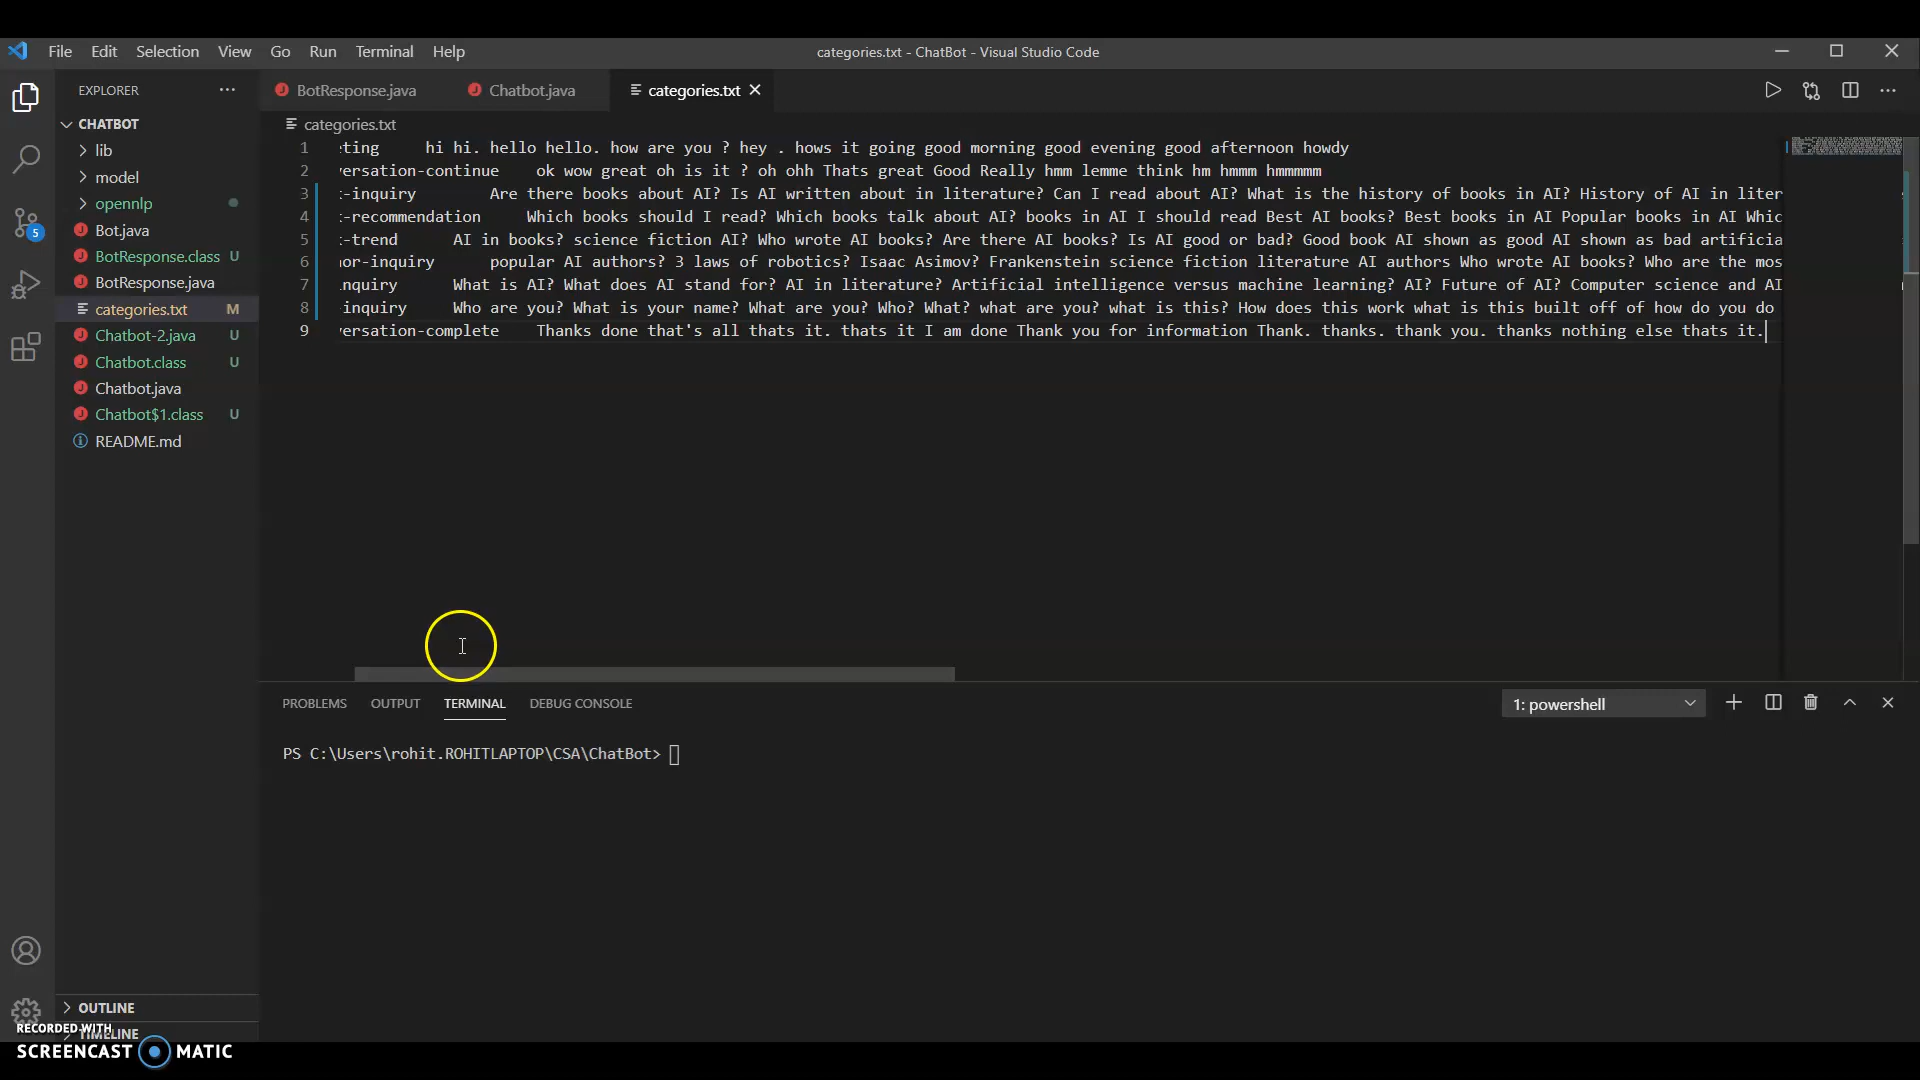 File Edit Selection View Go Run Terminal Help categories.txt - ChatBot - Visual Studio Code
EXPLORER
BotResponse.java Chatbot.java categories.txt
CHATBOT
categories.txt
lib
model
opennlp
Bot.java
BotResponse.class U
BotResponse.java
categories.txt M
Chatbot-2.java U
Chatbot.class U
Chatbot.java
Chatbot$1.class U
README.md
5
OUTLINE
TIMELINE
1 :ting hi hi. hello hello. how are you ? hey . hows it going good morning good evening good afternoon howdy
2 versation-continue ok wow great oh is it ? oh ohh Thats great Good Really hmm lemme think hm hmmm hmmmmm
3 t-inquiry Are there books about AI? Is AI written about in literature? Can I read about AI? What is the history of books in AI? History of AI in liter
4 t-recommendation Which books should I read? Which books talk about AI? books in AI I should read Best AI books? Best books in AI Popular books in AI Whic
5 t-trend AI in books? science fiction AI? Who wrote AI books? Are there AI books? Is AI good or bad? Good book AI shown as good AI shown as bad artificia
6 nor-inquiry popular AI authors? 3 laws of robotics? Isaac Asimov? Frankenstein science fiction literature AI authors Who wrote AI books? Who are the mos
7 inquiry What is AI? What does AI stand for? AI in literature? Artificial intelligence versus machine learning? AI? Future of AI? Computer science and AI
8 inquiry Who are you? What is your name? What are you? Who? What? what are you? what is this? How does this work what is this built off of how do you do
9 versation-complete Thanks done that's all thats it. thats it I am done Thank you for information Thank. thanks. thank you. thanks nothing else thats it.
PROBLEMS OUTPUT TERMINAL DEBUG CONSOLE 1: powershell
PS C:\Users\rohit.ROHITLAPTOP\CSA\ChatBot>
RECORDED WITH
SCREENCAST MATIC